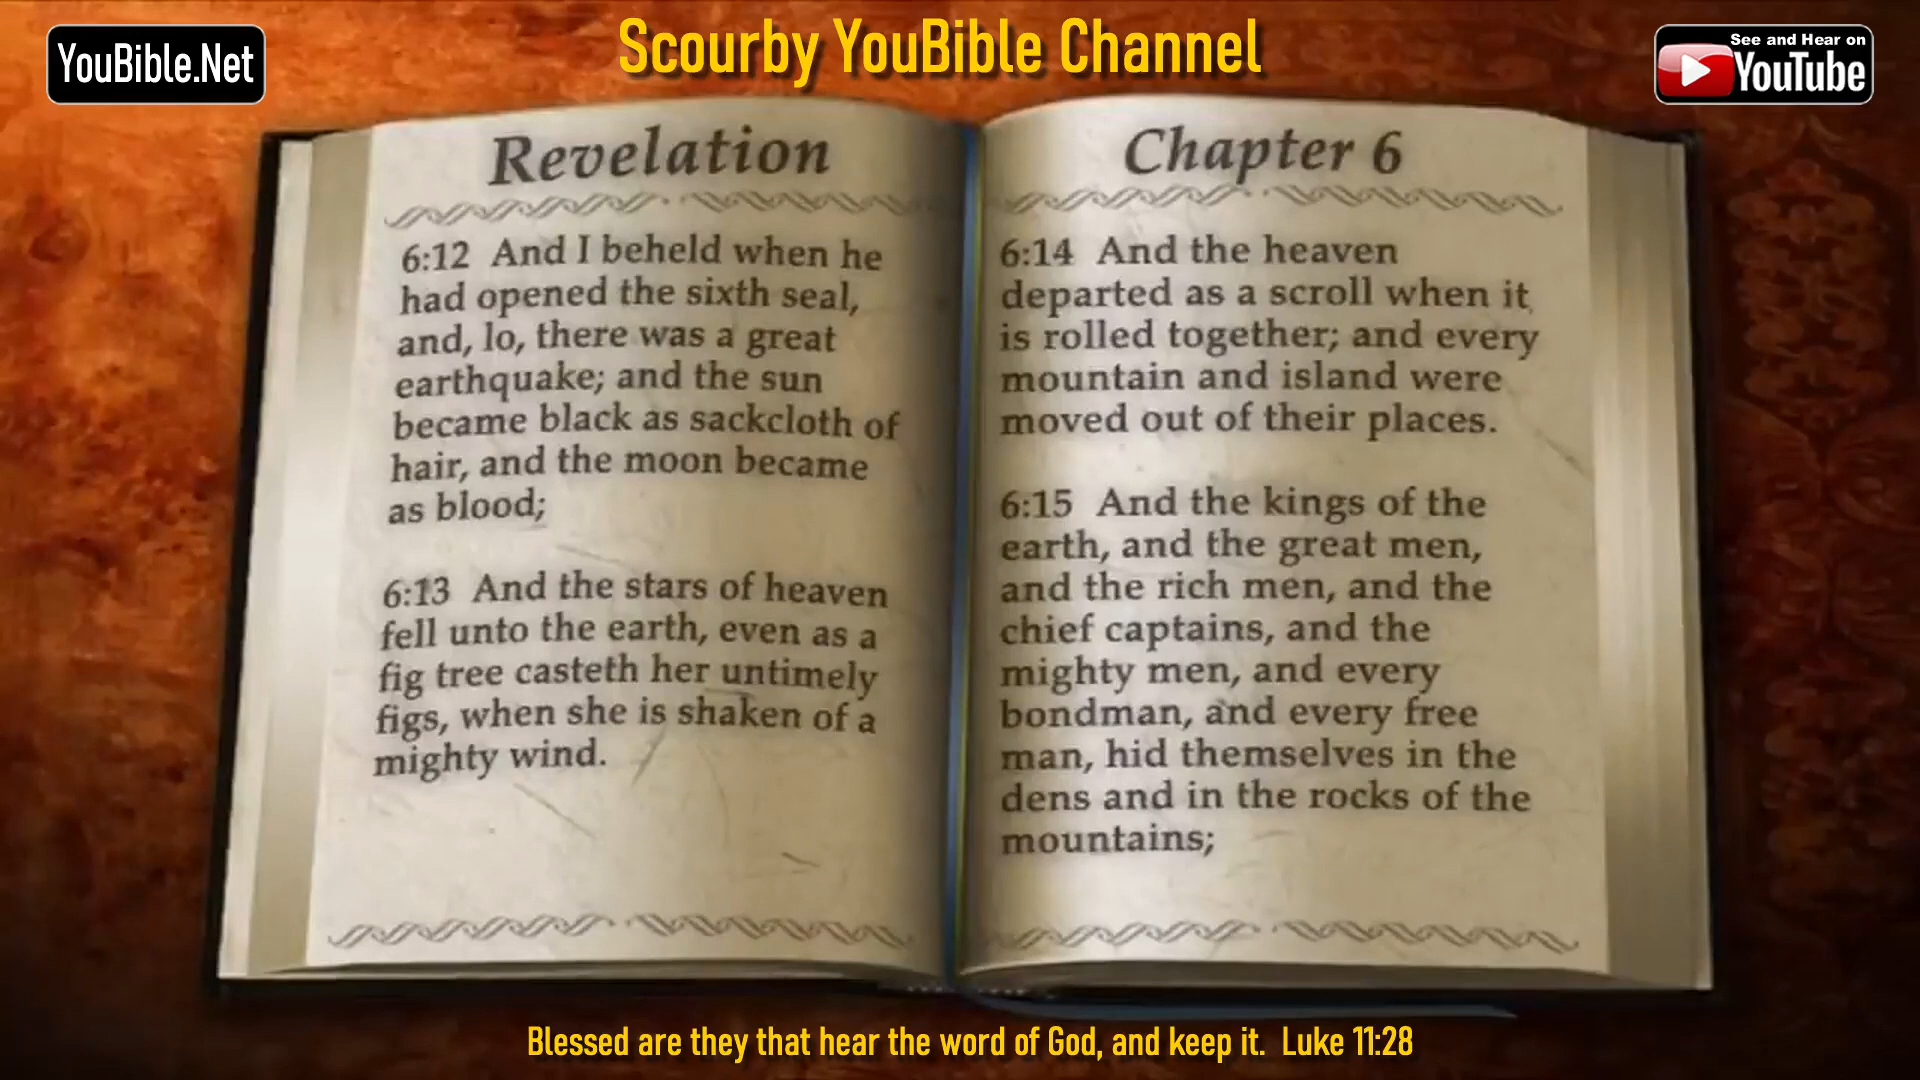 YouBible.Net
Scourby YouBible Channel
See and Hear on
YouTube
Revelation
6:12 And I beheld when he
had opened the sixth seal,
and, lo, there was a great
earthquake; and the sun
became black as sackcloth of
hair, and the moon became
as blood;
6:13 And the stars of heaven
fell unto the earth, even as a
fig tree casteth her untimely
figs, when she is shaken of a
mighty wind.
Chapter 6
6:14 And the heaven
departed as a scroll when it
is rolled together; and every
mountain and island were
moved out of their places.
6:15 And the kings of the
earth, and the great men,
and the rich men, and the
chief captains, and the
mighty men, and every
bondman, and every free
man, hid themselves in the
dens and in the rocks of the
mountains;
Blessed are they that hear the word of God, and keep it. Luke 11:28